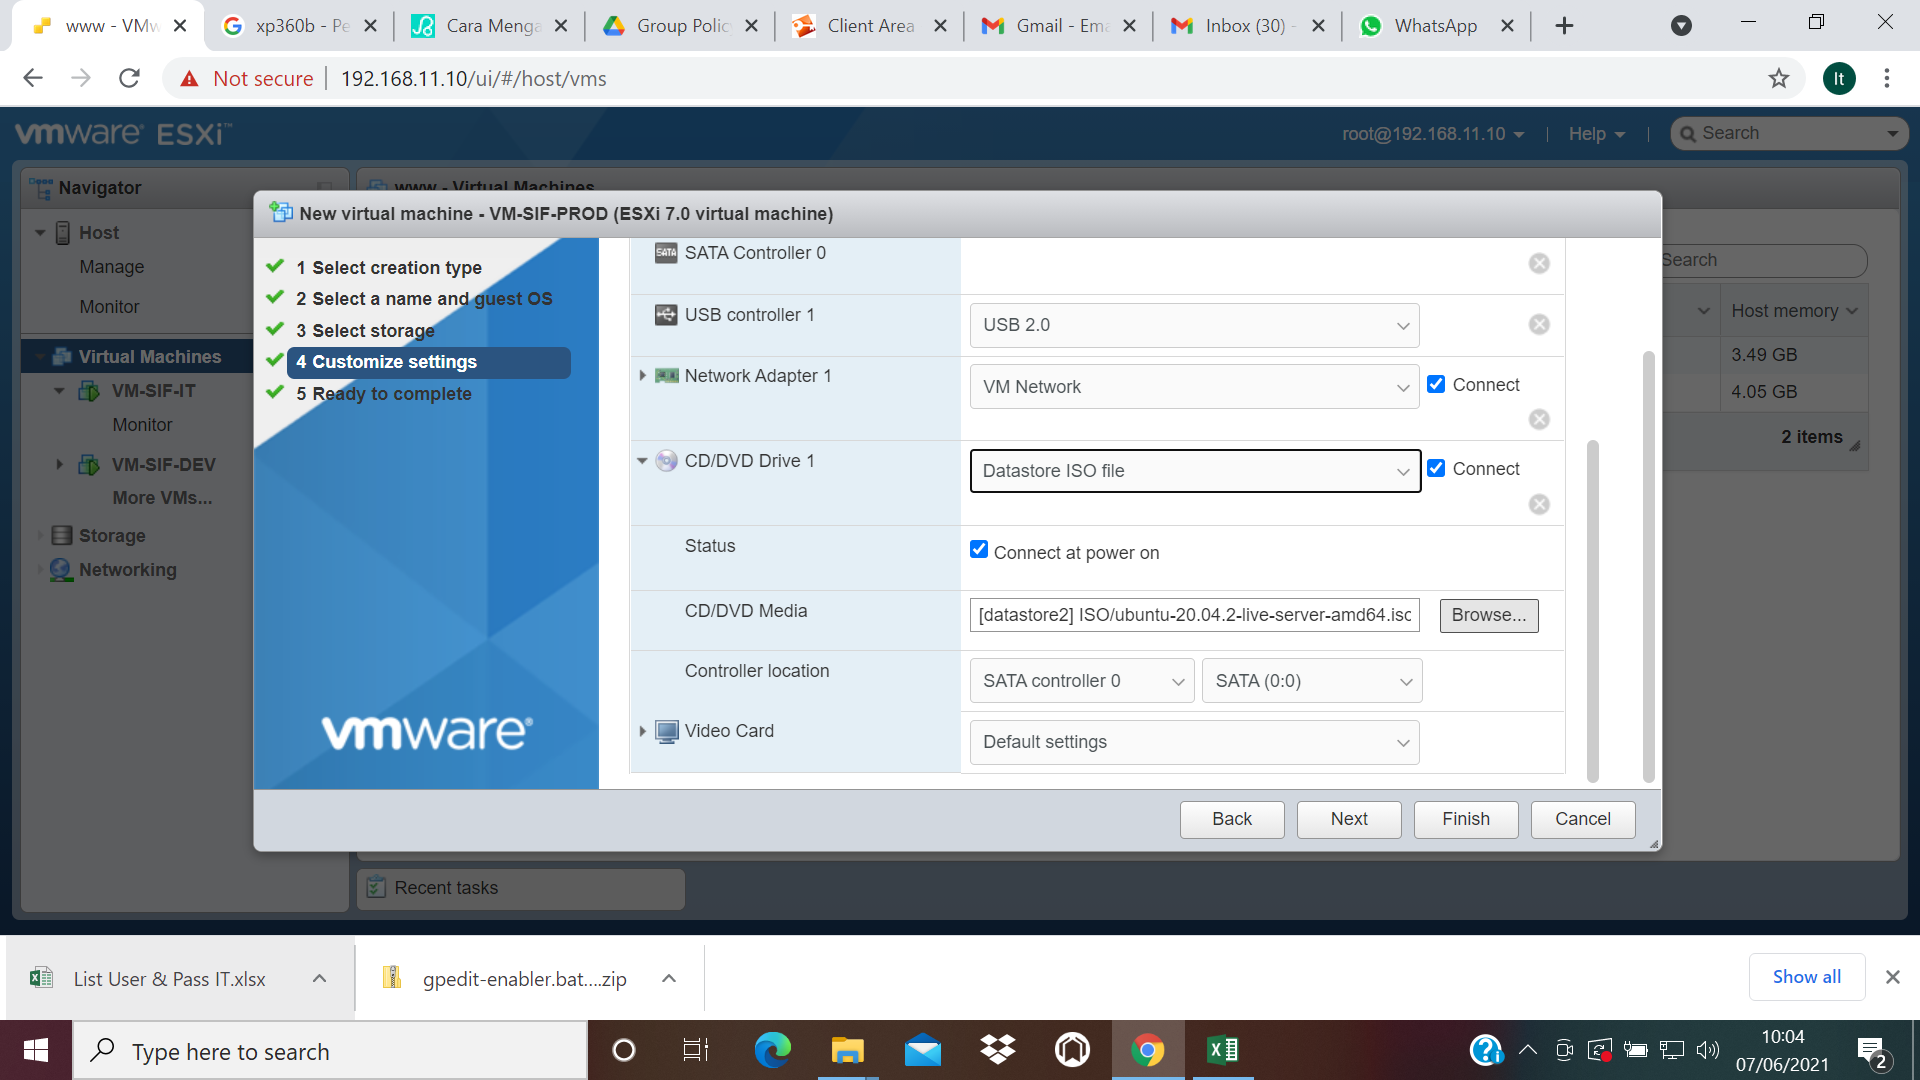 www - VMw
xp360b - Pe
Cara Menga
Group Polic
Client Area
Gmail - Ema
Inbox (30) -
WhatsApp
Not secure
192.168.11.10/ui/#/host/vms
It
vmware ESXi™
root@192.168.11.10
Help
Search
Navigator
www - Virtual Machines
Host
Manage
Monitor
Virtual Machines
VM-SIF-IT
Monitor
VM-SIF-DEV
More VMs...
Storage
Networking
Search
Host memory
3.49 GB
4.05 GB
2 items
New virtual machine - VM-SIF-PROD (ESXi 7.0 virtual machine)
1 Select creation type
2 Select a name and guest OS
3 Select storage
4 Customize settings
5 Ready to complete
vmware®
SATA
SATA Controller 0
USB controller 1
USB 2.0
Network Adapter 1
VM Network
Connect
CD/DVD Drive 1
Datastore ISO file
Connect
Status
Connect at power on
CD/DVD Media
[datastore2] ISO/ubuntu-20.04.2-live-server-amd64.iso
Browse...
Controller location
SATA controller 0
SATA (0:0)
Video Card
Default settings
Back
Next
Finish
Cancel
Recent tasks
List User & Pass IT.xlsx
gpedit-enabler.bat....zip
Show all
Type here to search
10:04
07/06/2021
2